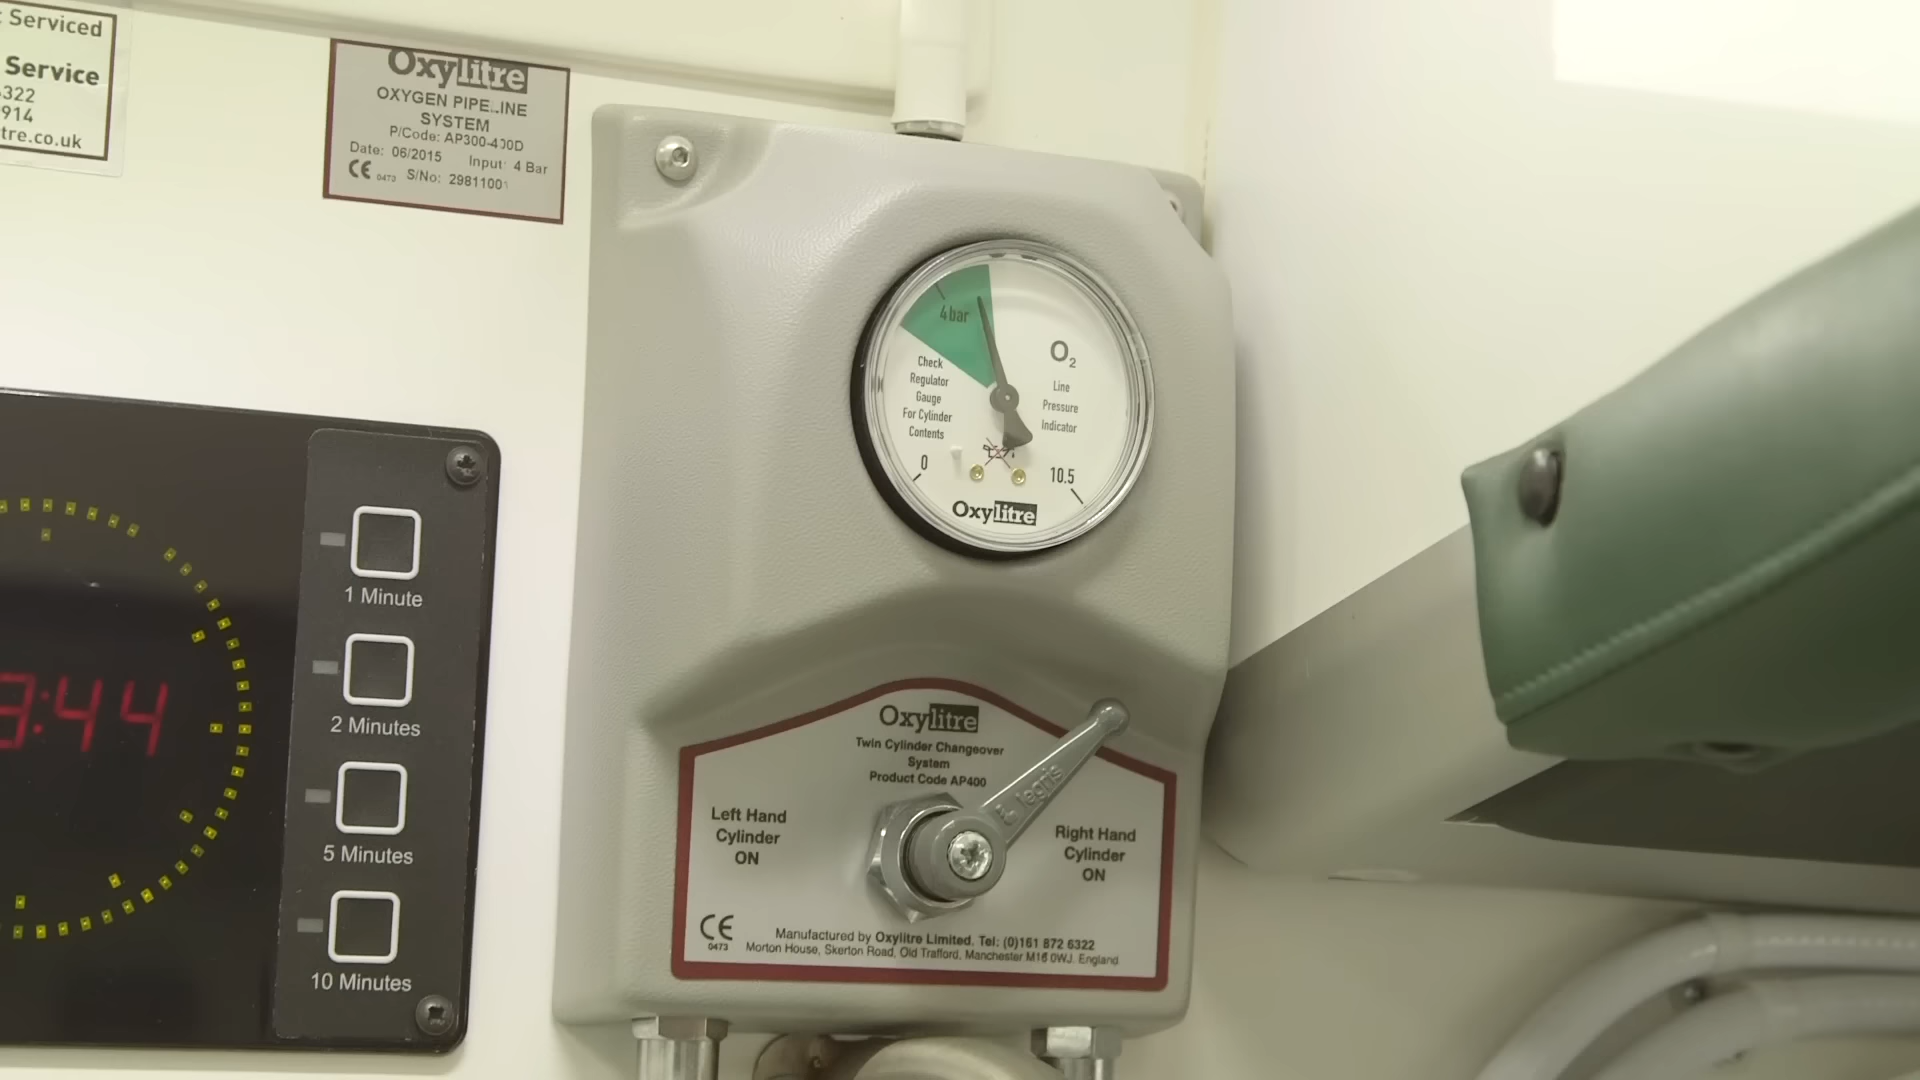 Serviced
Service
322
914
tre.co.uk
Oxylitre
OXYGEN PIPELINE
SYSTEM
P/Code: AP300-400D
Date: 06/2015 Input: 4 Bar
CE 0473 S/No: 2981100
4 bar
O2
Line
Pressure
Indicator
Check
Regulator
Gauge
For Cylinder
Contents
0
10.5
Oxylitre
3:44
1 Minute
2 Minutes
5 Minutes
10 Minutes
Oxylitre
Twin Cylinder Changeover
System
Product Code AP400
legris
Left Hand
Cylinder
ON
Right Hand
Cylinder
ON
CE
0473
Manufactured by Oxylitre Limited. Tel: (0)161 872 6322
Morton House, Skerton Road, Old Trafford, Manchester M16 0WJ. England